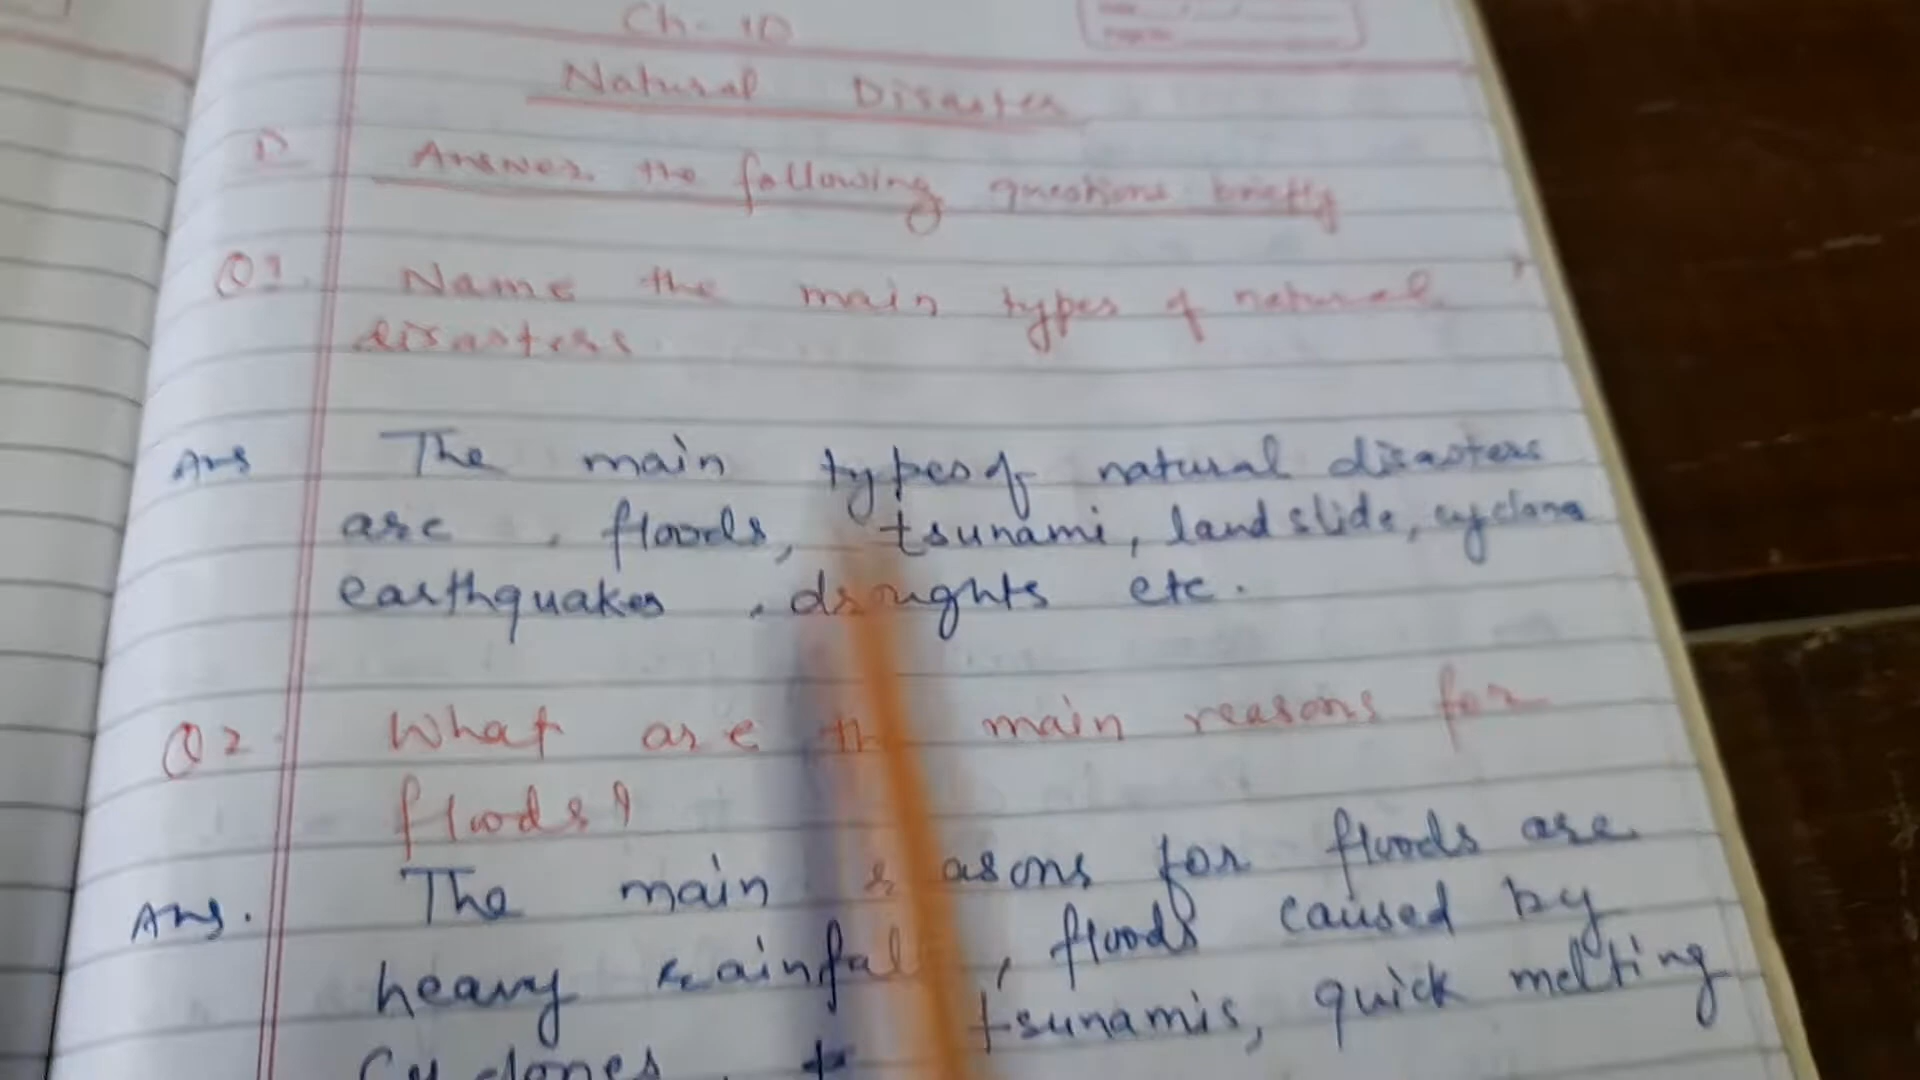 Ch-10
Natural Disaster
D Answer the following questions briefly
Q1. Name the main types of natural
disasters.
Ans The main types of natural disasters
are , floods, tsunami, land slide, cyclone
earthquakes , droughts etc.
Q2. What are the main reasons for
floods?
Ans. The main reasons for floods are
heavy rainfall, floods caused by
Cyclones, tsunamis, quick melting